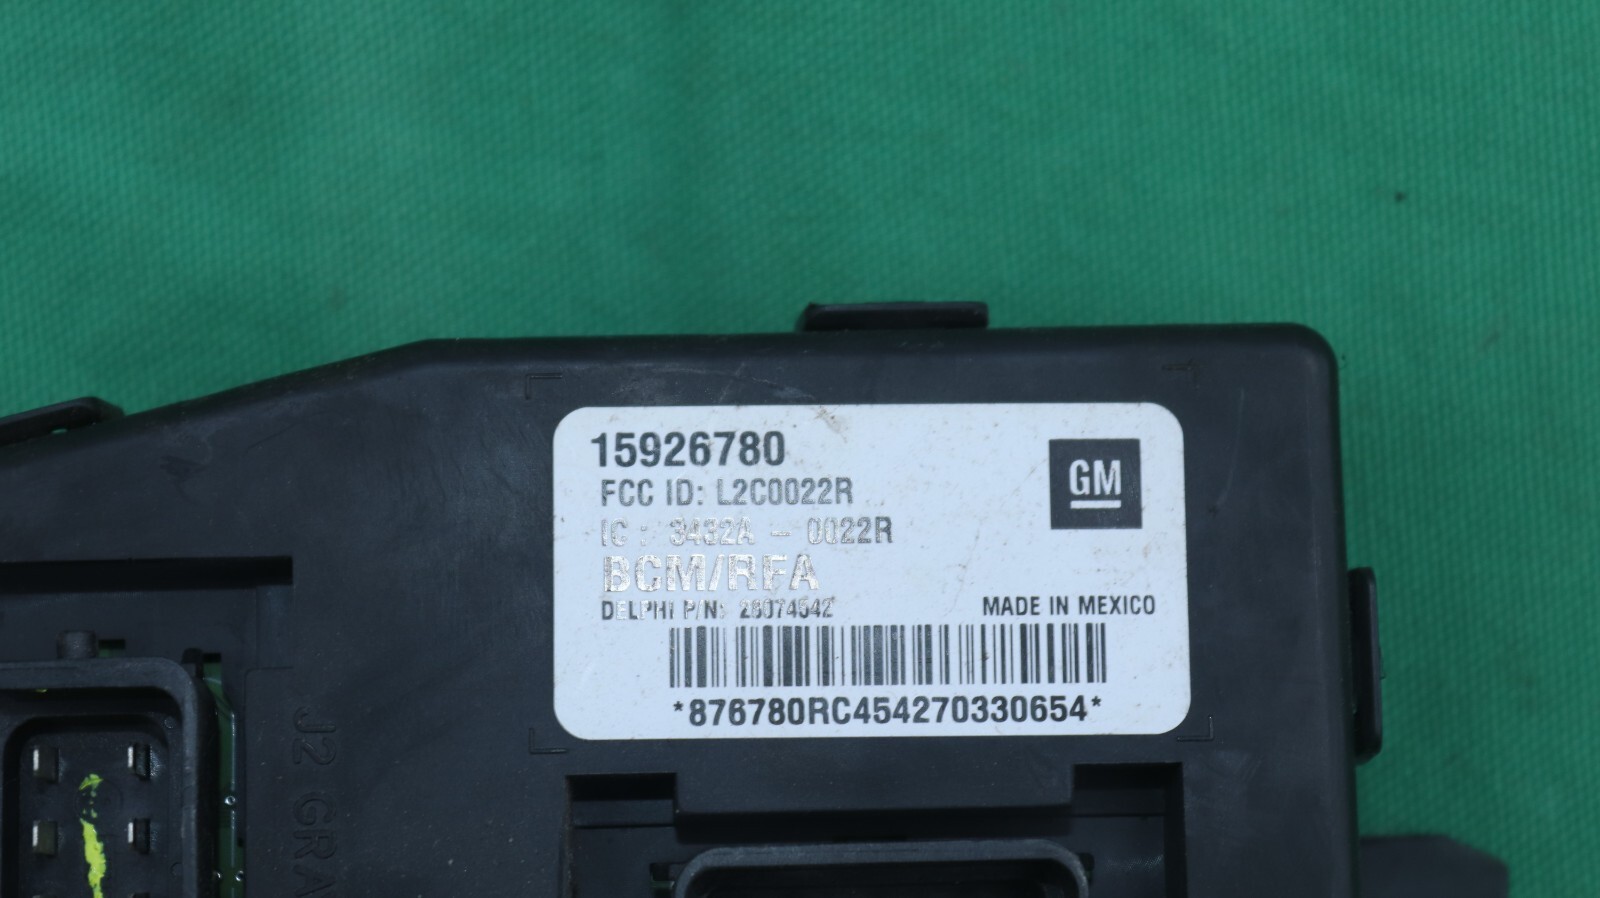 15926780
GM
FCC ID: L2C0022R
IC : 3432A - 0022R
BCM/RFA
DELPHI P/N: 28074542
MADE IN MEXICO
*876780RC454270330654*
J2 GRA